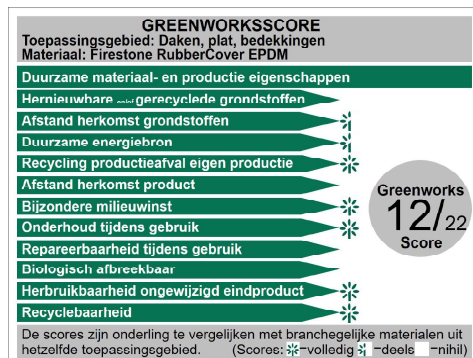 GREENWORKSSCORE
Toepassingsgebied: Daken, plat, bedekkingen
Materiaal: Firestone RubberCover EPDM
Duurzame materiaal- en productie eigenschappen
Hernieuwbare en/of gerecyclede grondstoffen
Afstand herkomst grondstoffen
Duurzame energiebron
Recycling productieafval eigen productie
Afstand herkomst product
Bijzondere milieuwinst
Onderhoud tijdens gebruik
Repareerbaarheid tijdens gebruik
Biologisch afbreekbaar
Herbruikbaarheid ongewijzigd eindproduct
Recyclebaarheid
Greenworks
12/22
Score
De scores zijn onderling te vergelijken met branchegelijke materialen uit
hetzelfde toepassingsgebied. (Scores: =volledig =deels =nihil)